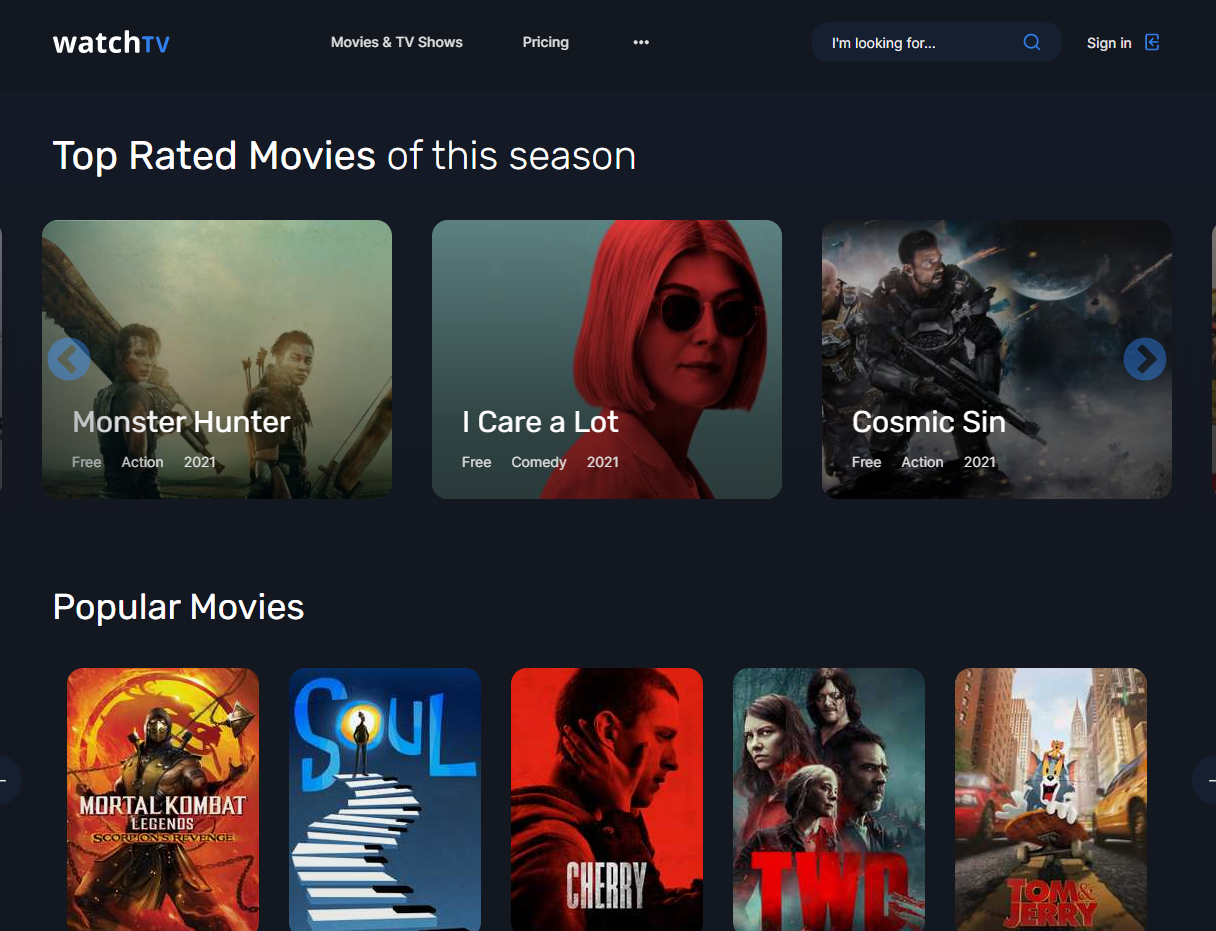 watchTV
Movies & TV Shows
Pricing
•••
I'm looking for...
Sign in
Top Rated Movies of this season
Monster Hunter
Free Action 2021
I Care a Lot
Free Comedy 2021
Cosmic Sin
Free Action 2021
Popular Movies
MORTAL KOMBAT
LEGENDS
SCORPION'S REVENGE
SOUL
CHERRY
TWD
TOM &
JERRY